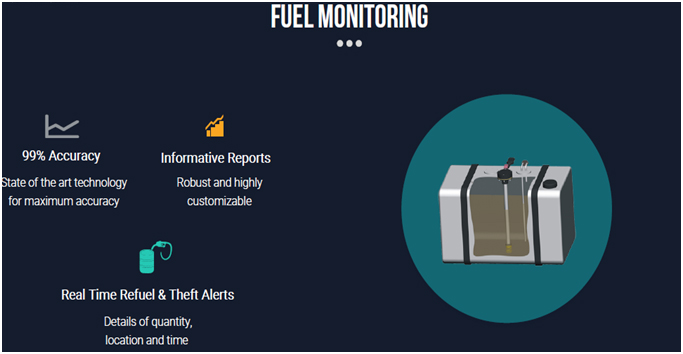 FUEL MONITORING
99% Accuracy
State of the art technology
for maximum accuracy
Informative Reports
Robust and highly
customizable
Real Time Refuel & Theft Alerts
Details of quantity,
location and time